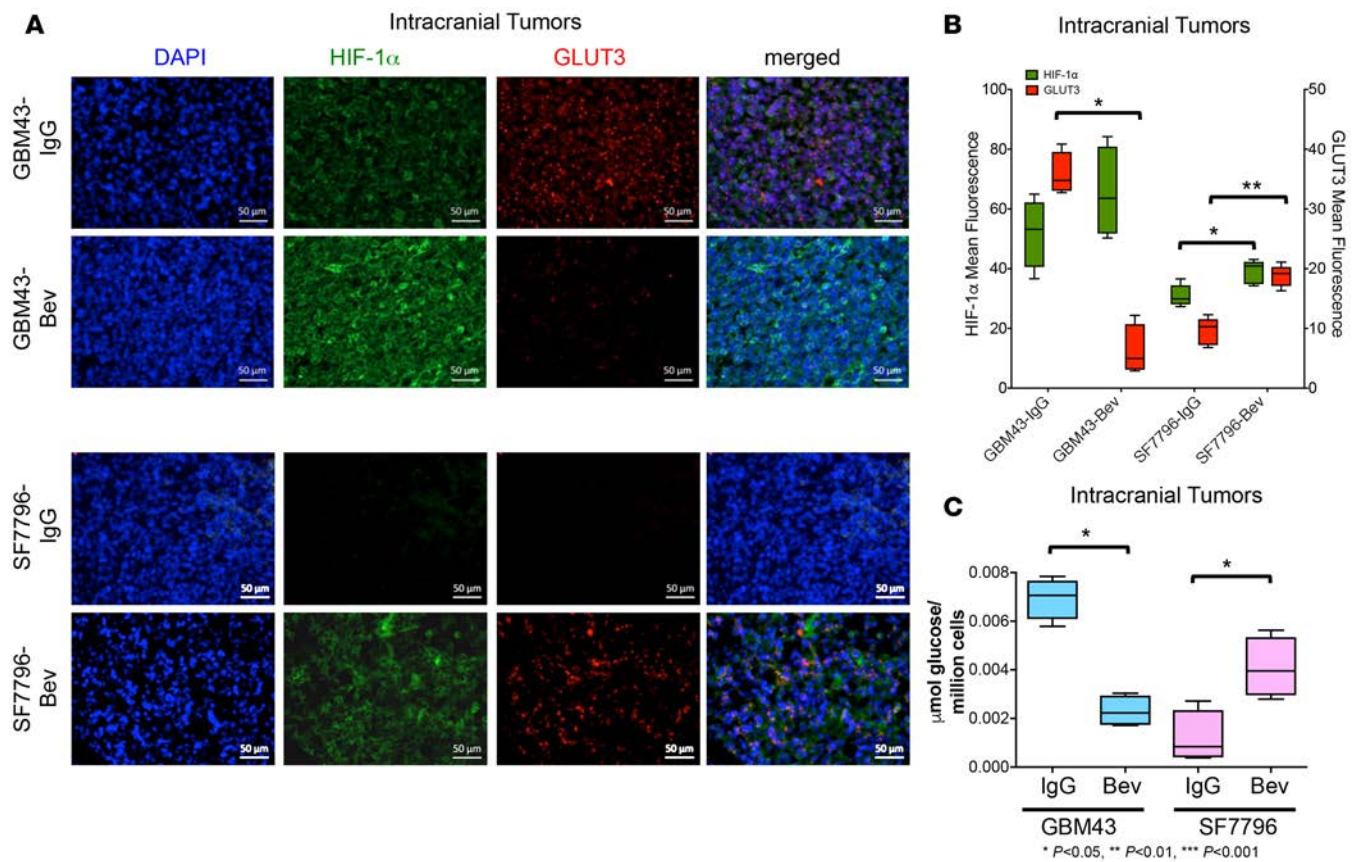 A
Intracranial Tumors
DAPI HIF-1α GLUT3 merged
GBM43-
IgG
50 µm 50 µm 50 µm 50 µm
GBM43-
Bev
50 µm 50 µm 50 µm 50 µm
SF7796-
IgG
50 µm 50 µm 50 µm 50 µm
SF7796-
Bev
50 µm 50 µm 50 µm 50 µm
B
Intracranial Tumors
HIF-1α
GLUT3
HIF-1α Mean Fluorescence
100
80
60
40
20
0
GLUT3 Mean Fluorescence
50
40
30
20
10
0
* ** *
GBM43-IgG GBM43-Bev SF7796-IgG SF7796-Bev
C
Intracranial Tumors
µmol glucose/
million cells
0.008
0.006
0.004
0.002
0.000
* *
IgG Bev IgG Bev
GBM43 SF7796
* P<0.05, ** P<0.01, *** P<0.001